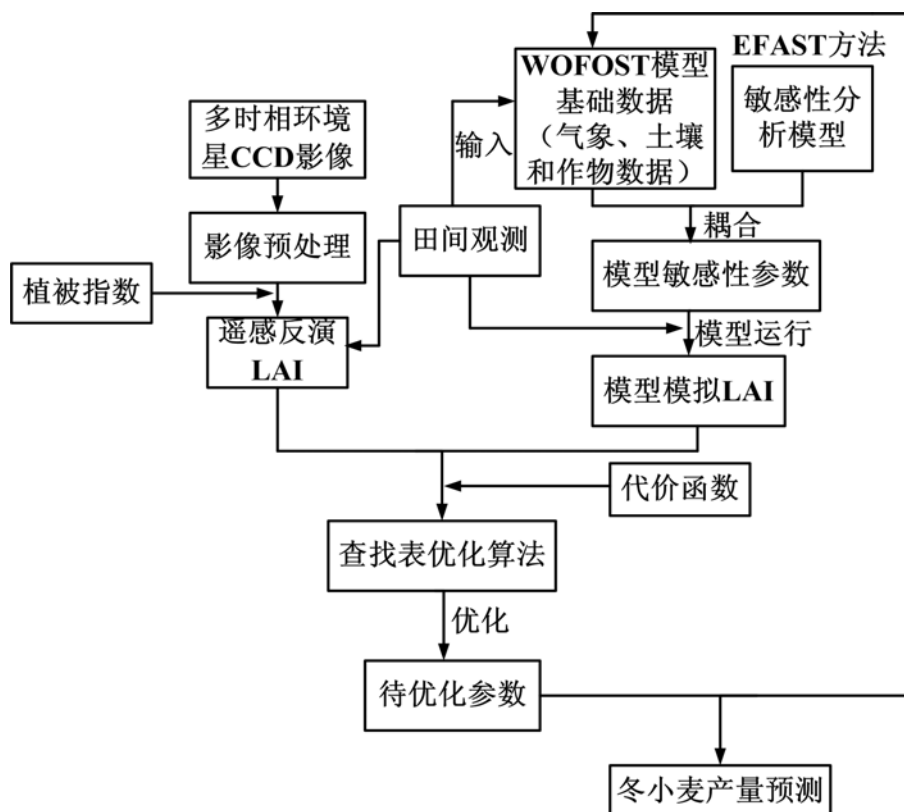 EFAST方法
WOFOST模型
基础数据
（气象、土壤
和作物数据）
敏感性分
析模型
多时相环境
星CCD影像
输入
耦合
影像预处理
田间观测
模型敏感性参数
植被指数
遥感反演
LAI
模型运行
模型模拟LAI
代价函数
查找表优化算法
优化
待优化参数
冬小麦产量预测